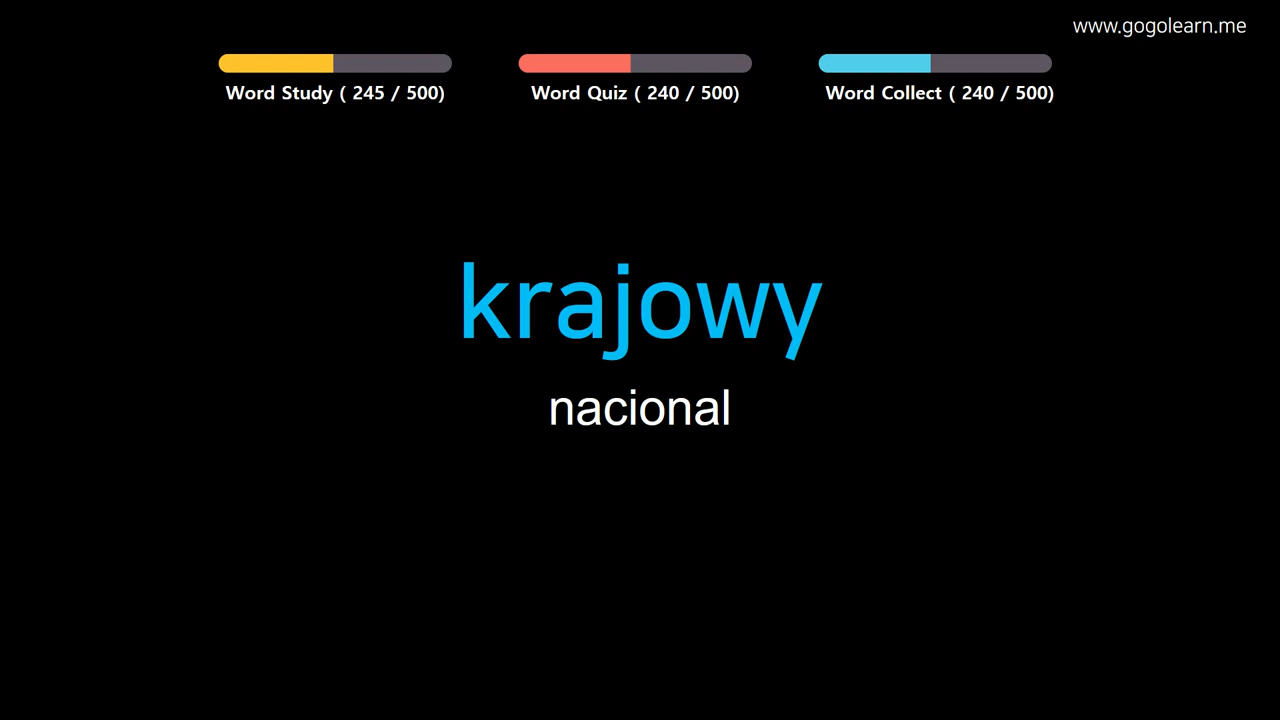 www.gogolearn.me
Word Study ( 245 / 500)
Word Quiz ( 240 / 500)
Word Collect ( 240 / 500)
krajowy
nacional